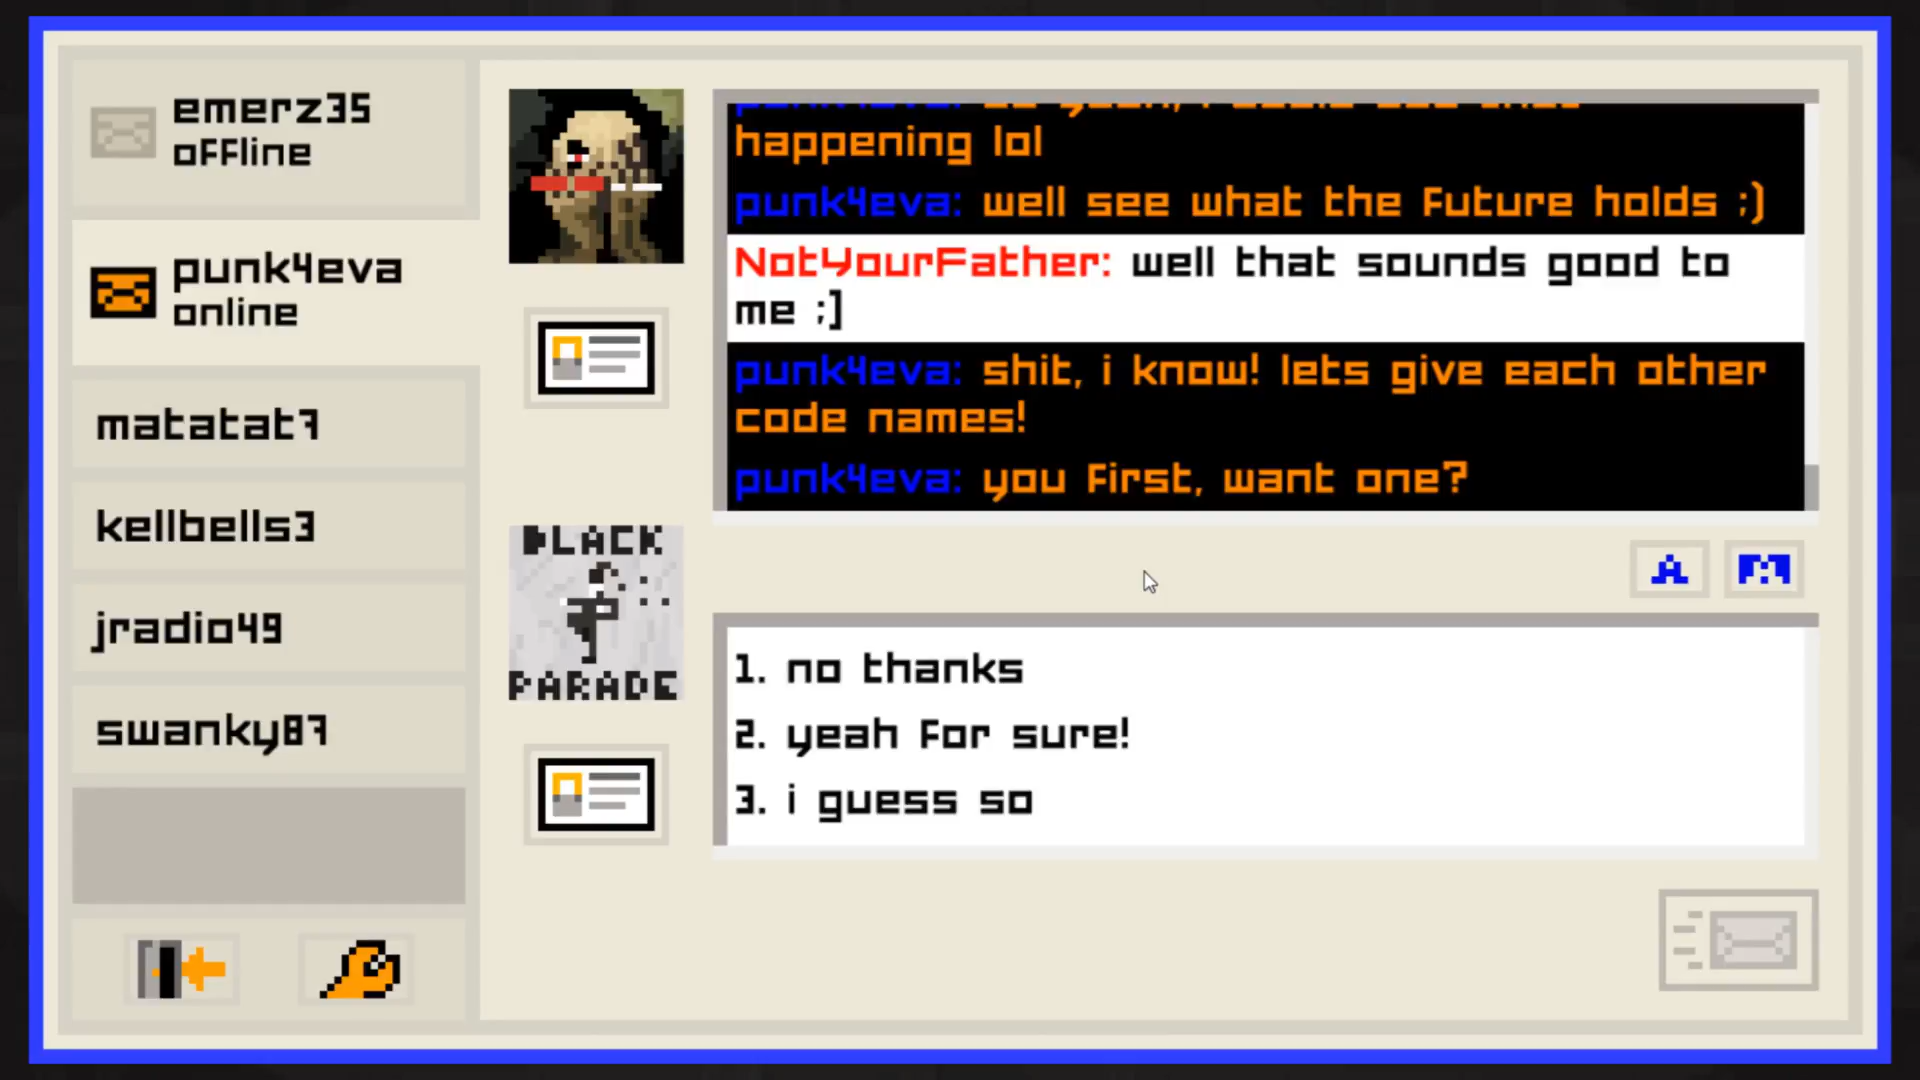 emerz35
offline
punk4eva
online
matatat7
kellbells3
jradio49
swanky87
happening lol
punk4eva: well see what the future holds ;)
NotYourFather: well that sounds good to
me ;]
punk4eva: shit, i know! lets give each other
code names!
punk4eva: you first, want one?
BLACK
PARADE
A
1. no thanks
2. yeah for sure!
3. i guess so